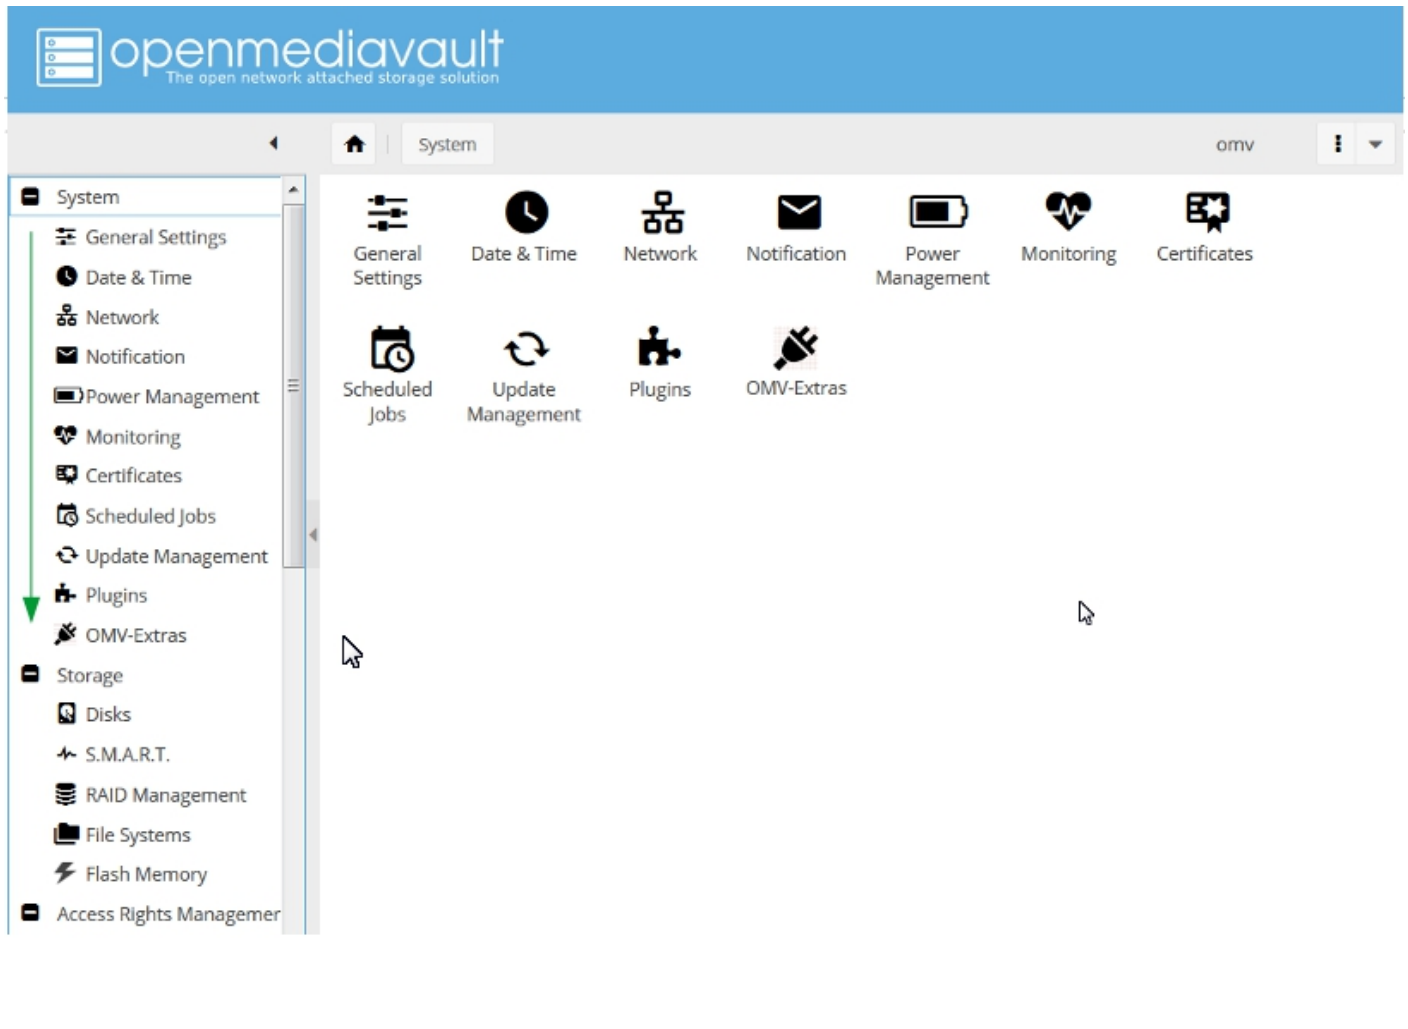 openmediavault
The open network attached storage solution
System
omv
System
General Settings
Date & Time
Network
Notification
Power Management
Monitoring
Certificates
Scheduled Jobs
Update Management
Plugins
OMV-Extras
Storage
Disks
S.M.A.R.T.
RAID Management
File Systems
Flash Memory
Access Rights Managemer
General
Settings
Date & Time
Network
Notification
Power
Management
Monitoring
Certificates
Scheduled
Jobs
Update
Management
Plugins
OMV-Extras